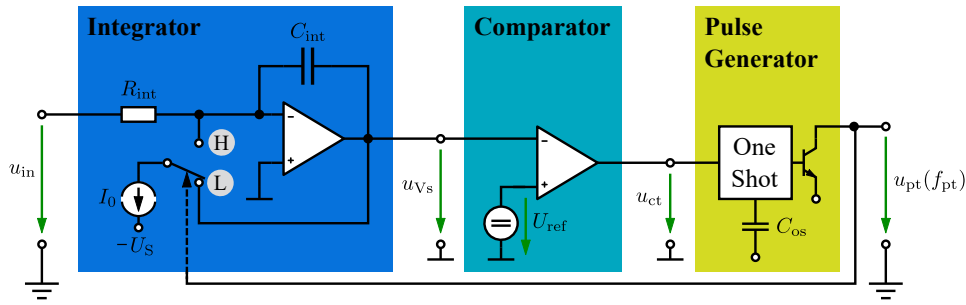 Integrator
Comparator
Pulse
Generator
C_int
R_int
H
L
u_in
I_0
−U_S
−
+
u_Vs
−
+
U_ref
u_ct
One
Shot
C_os
u_pt(f_pt)